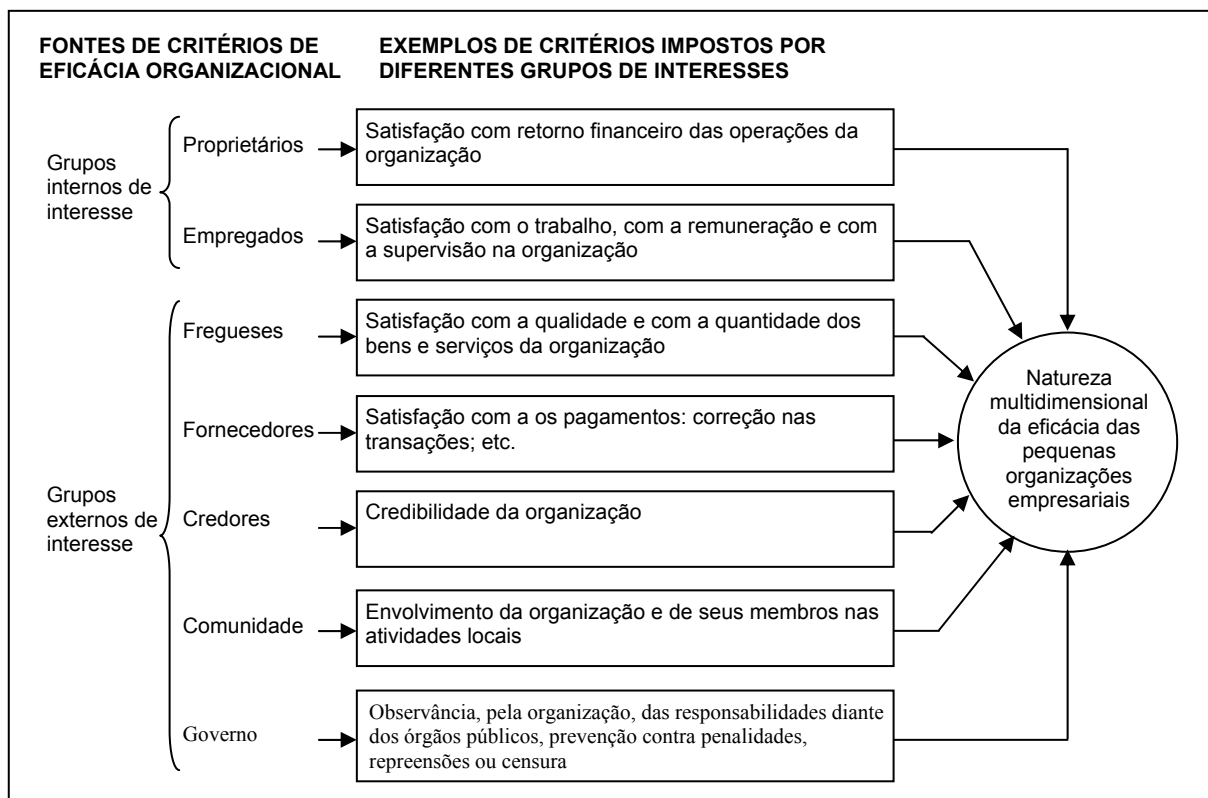 FONTES DE CRITÉRIOS DE
EFICÁCIA ORGANIZACIONAL
EXEMPLOS DE CRITÉRIOS IMPOSTOS POR
DIFERENTES GRUPOS DE INTERESSES
Grupos
internos de
interesse
Proprietários
Satisfação com retorno financeiro das operações da
organização
Empregados
Satisfação com o trabalho, com a remuneração e com
a supervisão na organização
Grupos
externos de
interesse
Fregueses
Satisfação com a qualidade e com a quantidade dos
bens e serviços da organização
Fornecedores
Satisfação com a os pagamentos: correção nas
transações; etc.
Credores
Credibilidade da organização
Comunidade
Envolvimento da organização e de seus membros nas
atividades locais
Governo
Observância, pela organização, das responsabilidades diante
dos órgãos públicos, prevenção contra penalidades,
repreensões ou censura
Natureza
multidimensional
da eficácia das
pequenas
organizações
empresariais